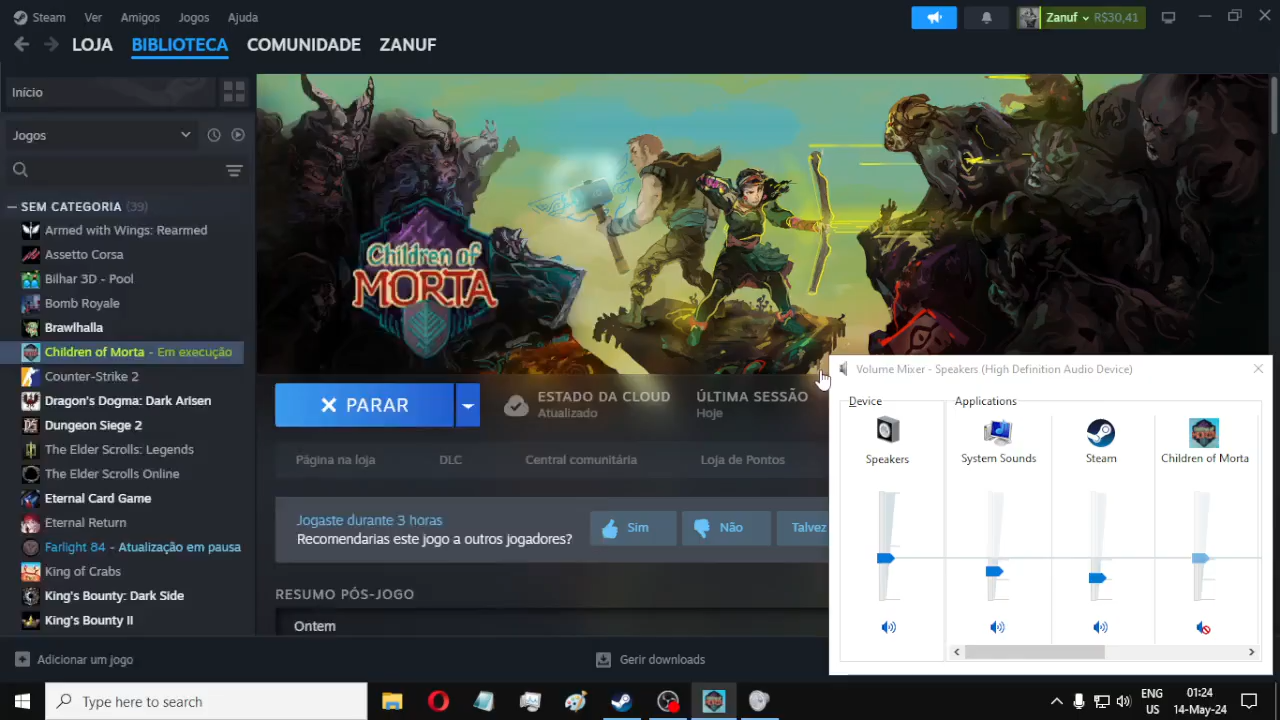 Steam Ver Amigos Jogos Ajuda Zanuf R$30,41
LOJA BIBLIOTECA COMUNIDADE ZANUF
Início
Jogos
SEM CATEGORIA (39)
Armed with Wings: Rearmed
Assetto Corsa
Bilhar 3D - Pool
Bomb Royale
Brawlhalla
Children of Morta - Em execução
Counter-Strike 2
Dragon's Dogma: Dark Arisen
Dungeon Siege 2
The Elder Scrolls: Legends
The Elder Scrolls Online
Eternal Card Game
Eternal Return
Farlight 84 - Atualização em pausa
King of Crabs
King's Bounty: Dark Side
King's Bounty II
Adicionar um jogo
Children of
MORTA
PARAR
ESTADO DA CLOUD
Atualizado
ÚLTIMA SESSÃO
Hoje
Página na loja DLC Central comunitária Loja de Pontos
Jogaste durante 3 horas
Recomendarias este jogo a outros jogadores?
Sim Não Talvez
RESUMO PÓS-JOGO
Ontem
Gerir downloads
Volume Mixer - Speakers (High Definition Audio Device)
Device Applications
Speakers System Sounds Steam Children of Morta
Type here to search
ENG
US
01:24
14-May-24